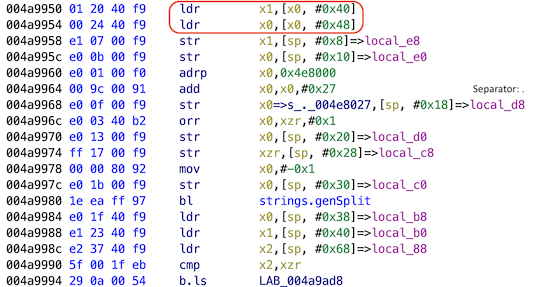 004a9950 01 20 40 f9 ldr x1,[x0, #0x40]
004a9954 00 24 40 f9 ldr x0,[x0, #0x48]
004a9958 e1 07 00 f9 str x1,[sp, #0x8]=>local_e8
004a995c e0 0b 00 f9 str x0,[sp, #0x10]=>local_e0
004a9960 e0 01 00 f0 adrp x0,0x4e8000
004a9964 00 9c 00 91 add x0,x0,#0x27 Separator: .
004a9968 e0 0f 00 f9 str x0=>s_._004e8027,[sp, #0x18]=>local_d8
004a996c e0 03 40 b2 orr x0,xzr,#0x1
004a9970 e0 13 00 f9 str x0,[sp, #0x20]=>local_d0
004a9974 ff 17 00 f9 str xzr,[sp, #0x28]=>local_c8
004a9978 00 00 80 92 mov x0,#-0x1
004a997c e0 1b 00 f9 str x0,[sp, #0x30]=>local_c0
004a9980 1e ea ff 97 bl strings.genSplit
004a9984 e0 1f 40 f9 ldr x0,[sp, #0x38]=>local_b8
004a9988 e1 23 40 f9 ldr x1,[sp, #0x40]=>local_b0
004a998c e2 37 40 f9 ldr x2,[sp, #0x68]=>local_88
004a9990 5f 00 1f eb cmp x2,xzr
004a9994 29 0a 00 54 b.ls LAB_004a9ad8